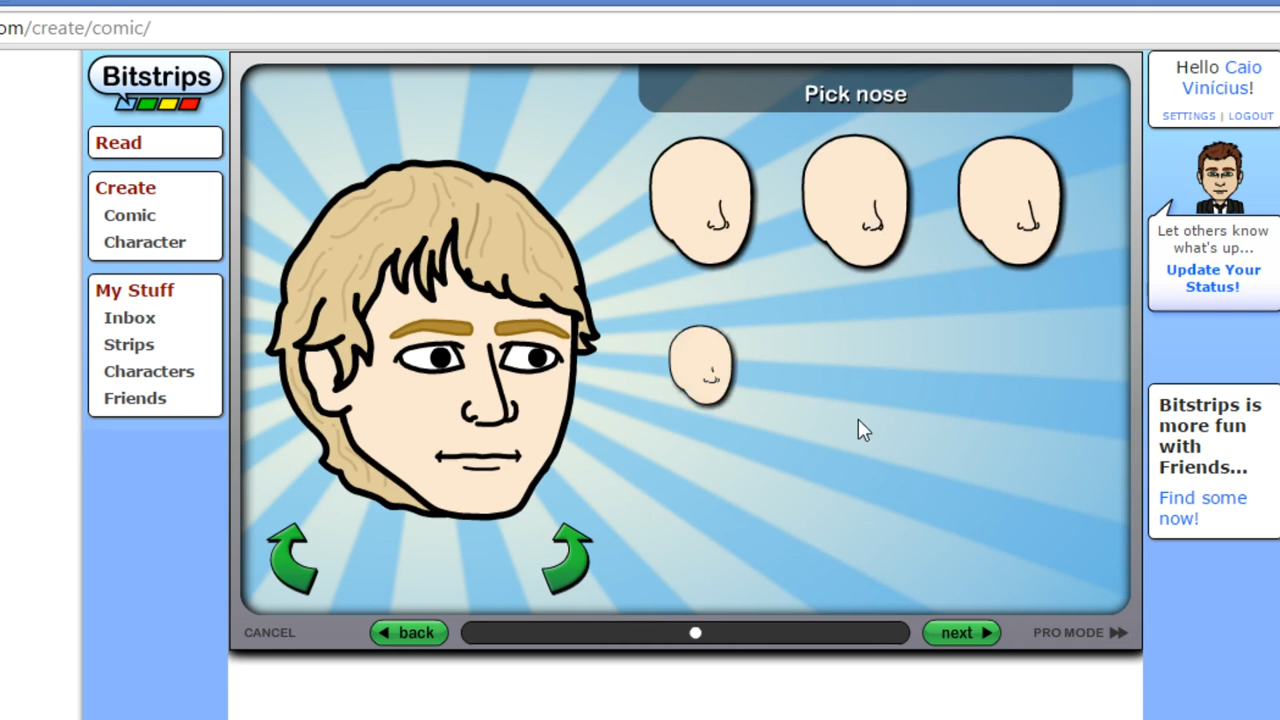 om/create/comic/
Bitstrips
Read
Create
Comic
Character
My Stuff
Inbox
Strips
Characters
Friends
Pick nose
CANCEL
back
next
PRO MODE
Hello Caio
Vinícius!
SETTINGS | LOGOUT
Let others know
what's up...
Update Your
Status!
Bitstrips is
more fun
with
Friends...
Find some
now!